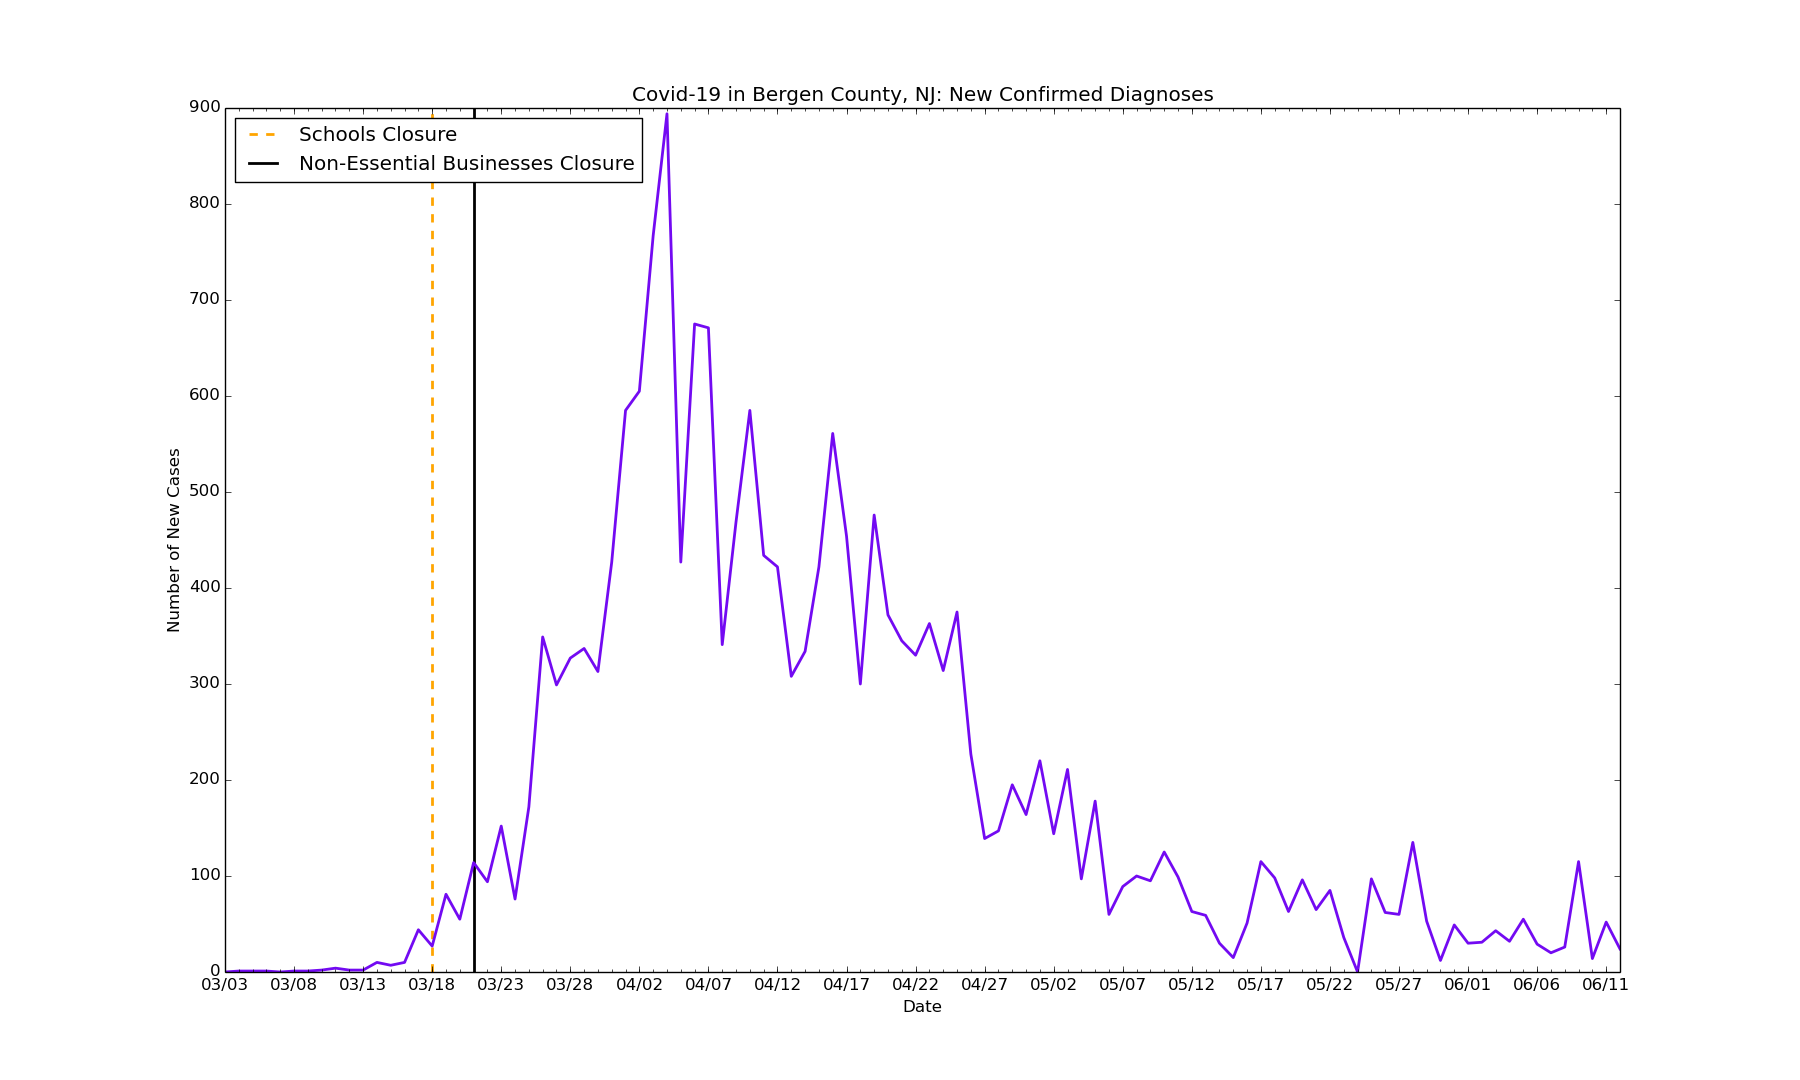 Covid-19 in Bergen County, NJ: New Confirmed Diagnoses
Schools Closure
Non-Essential Businesses Closure
900
800
700
600
500
400
300
200
100
0
Number of New Cases
03/03 03/08 03/13 03/18 03/23 03/28 04/02 04/07 04/12 04/17 04/22 04/27 05/02 05/07 05/12 05/17 05/22 05/27 06/01 06/06 06/11
Date